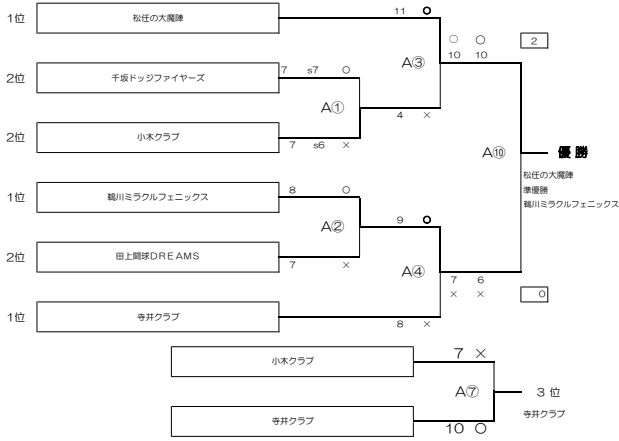 1位 松任の大魔陣 11 ○
○ ○ 2
10 10
A③
2位 千坂ドッジファイヤーズ 7 s7 ○
A①
4 ×
2位 小木クラブ 7 s6 ×
A⑩ 優勝
松任の大魔陣
準優勝
鵜川ミラクルフェニックス
1位 鵜川ミラクルフェニックス 8 ○
A② 9 ○
2位 田上闘球DREAMS 7 ×
A④
7 6
× × 0
1位 寺井クラブ 8 ×
小木クラブ 7 ×
A⑦ 3位
寺井クラブ
寺井クラブ 10 ○